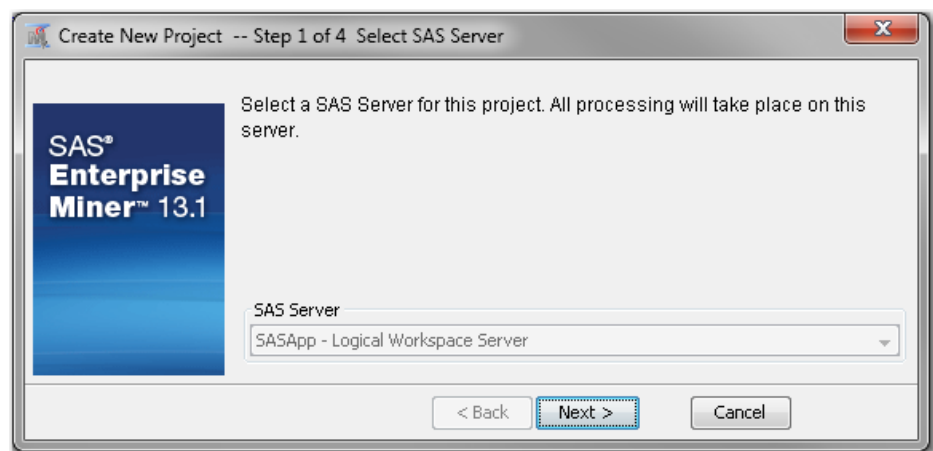 Create New Project -- Step 1 of 4 Select SAS Server
Select a SAS Server for this project. All processing will take place on this
server.
SAS®
Enterprise
Miner™ 13.1
SAS Server
SASApp - Logical Workspace Server
< Back
Next >
Cancel